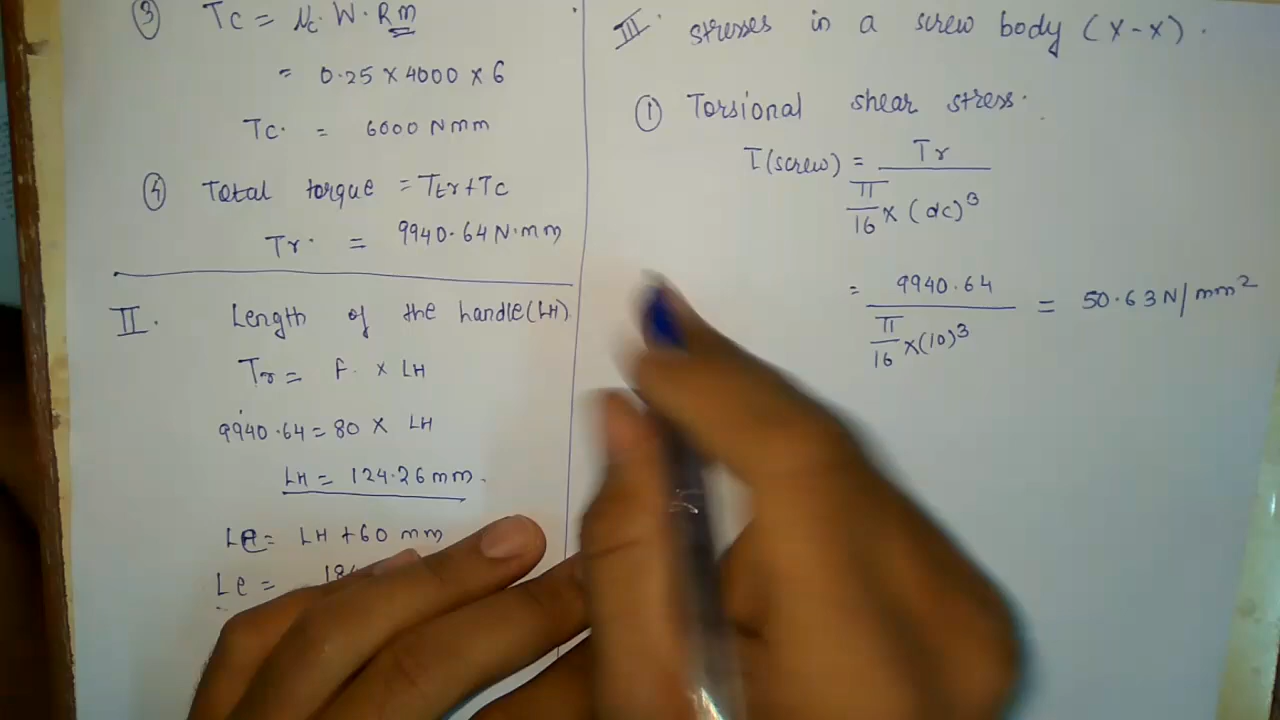 ③ Tc = μc. W. Rm
= 0.25 × 4000 × 6
Tc. = 6000 Nmm
④ Total torque = Ttr + Tc
Tr. = 9940.64 N.mm
II. Length of the handle (LH)
Tr = F. × LH
9940.64 = 80 × LH
LH = 124.26 mm.
Le = LH + 60 mm
Le =
III. stresses in a screw body (X-X).
① Torsional shear stress.
τ(screw) = Tr
π/16 × (dc)³
= 9940.64 = 50.63 N/mm²
π/16 × (10)³